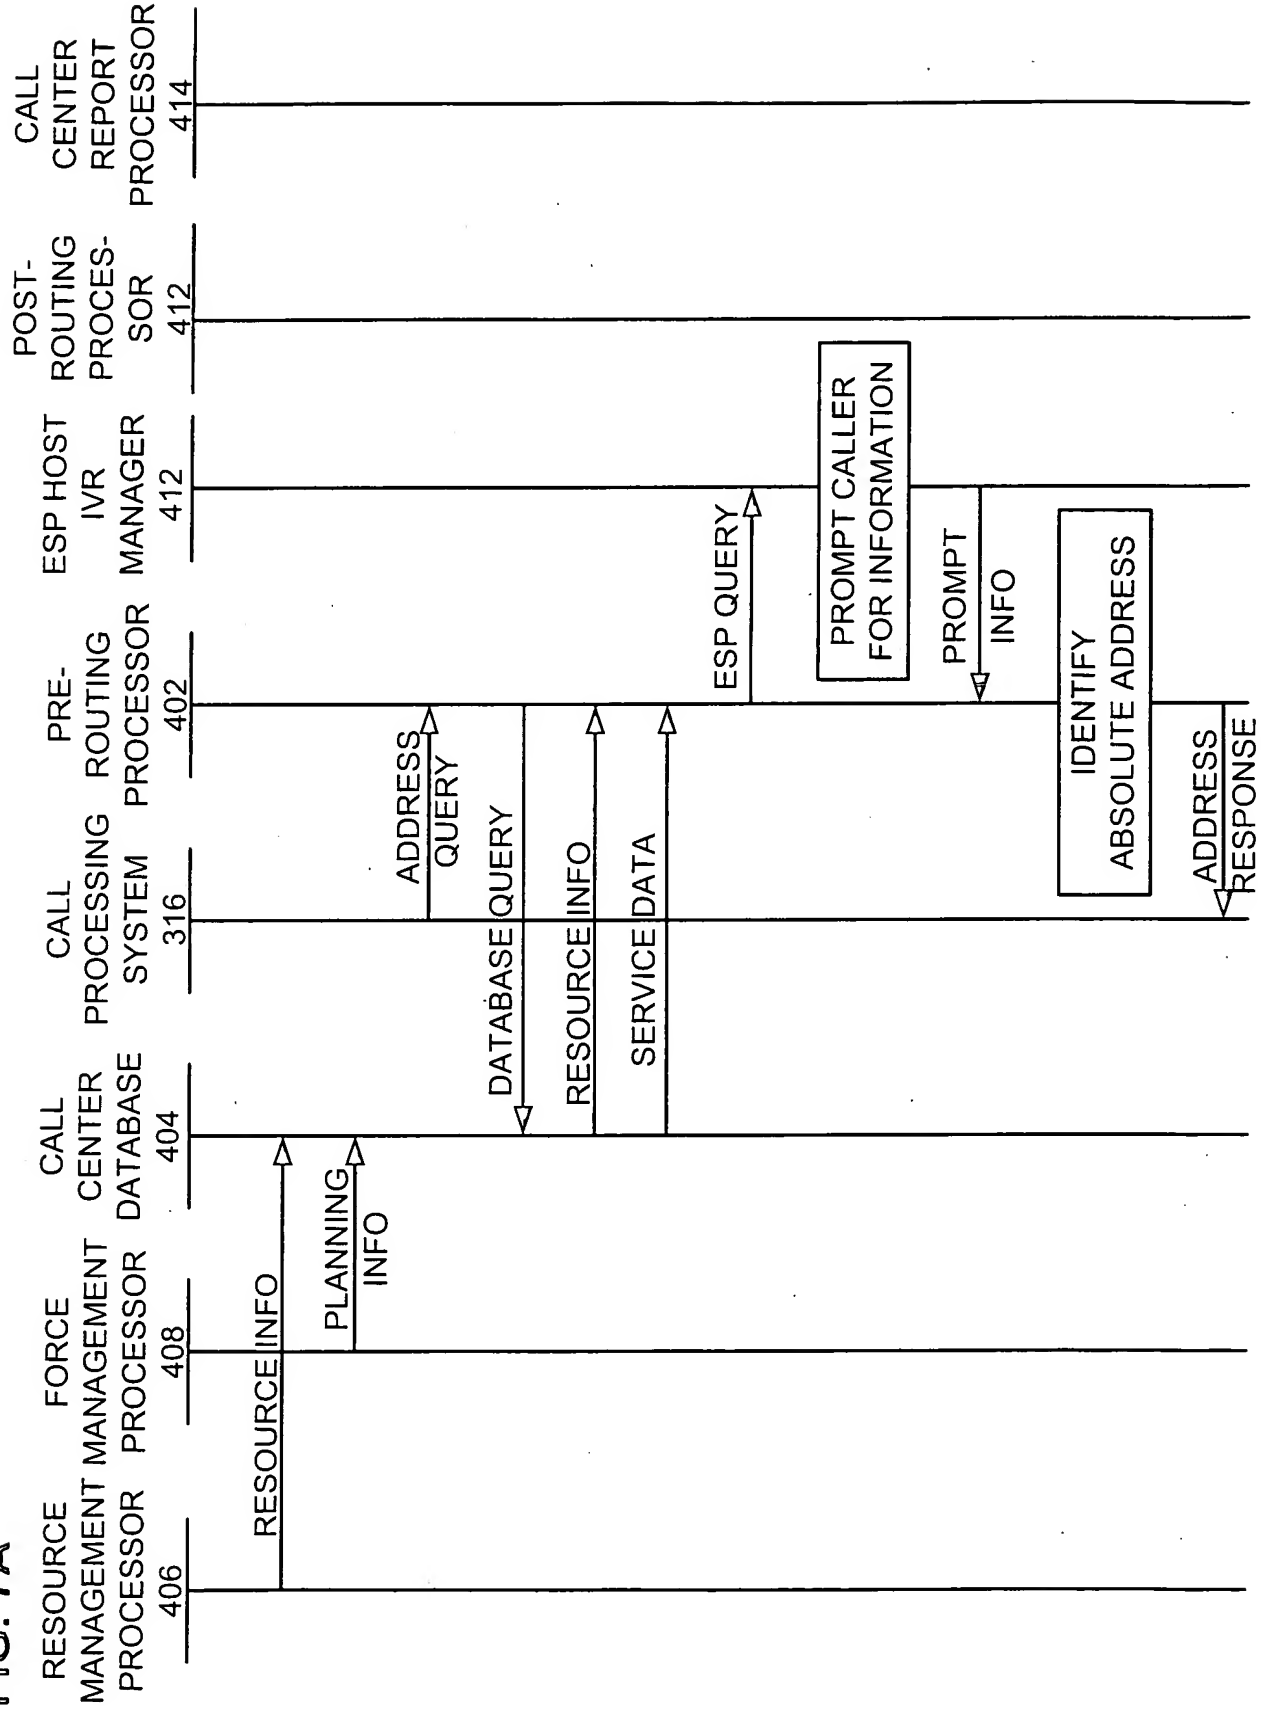 FIG. 7A
RESOURCE
MANAGEMENT
PROCESSOR
406
FORCE
MANAGEMENT
PROCESSOR
408
CALL
CENTER
DATABASE
404
CALL
PROCESSING
SYSTEM
316
PRE-
ROUTING
PROCESSOR
402
ESP HOST
IVR
MANAGER
412
POST-
ROUTING
PROCES-
SOR
412
CALL
CENTER
REPORT
PROCESSOR
414
RESOURCE INFO
PLANNING
INFO
ADDRESS
QUERY
DATABASE QUERY
RESOURCE INFO
SERVICE DATA
ESP QUERY
PROMPT CALLER
FOR INFORMATION
PROMPT
INFO
IDENTIFY
ABSOLUTE ADDRESS
ADDRESS
RESPONSE